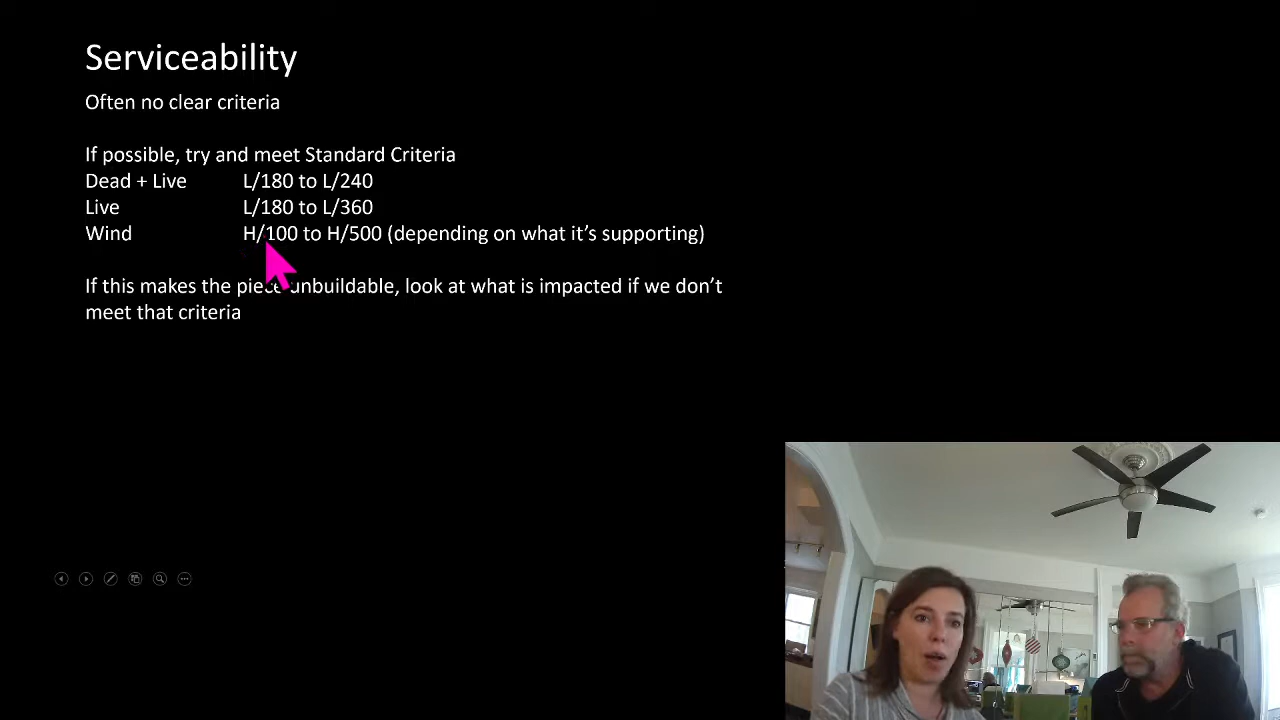 Serviceability
Often no clear criteria
If possible, try and meet Standard Criteria
Dead + Live L/180 to L/240
Live L/180 to L/360
Wind H/100 to H/500 (depending on what it's supporting)
If this makes the piece unbuildable, look at what is impacted if we don't
meet that criteria